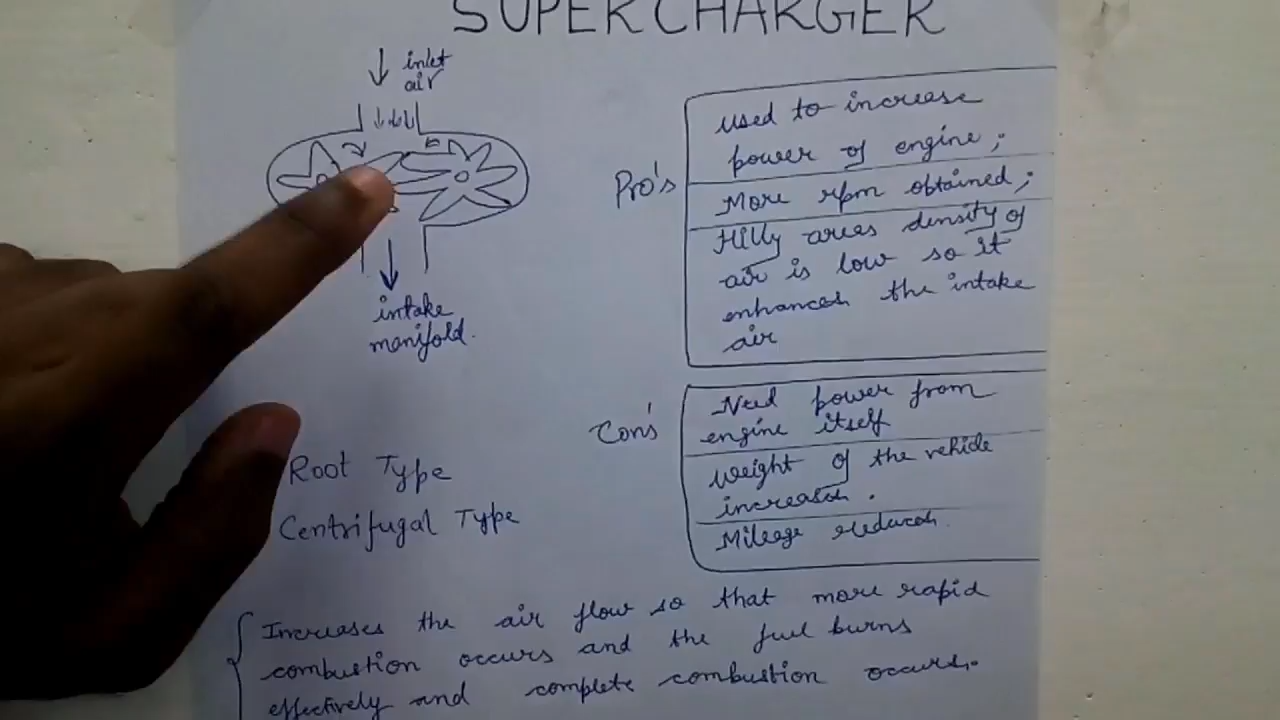 SUPERCHARGER
inlet
air
intake
manifold.
Pro's
used to increase
power of engine ;
More rpm obtained ;
Hilly areas density of
air is low so it
enhances the intake
air
Con's
Need power from
engine itself
weight of the vehicle
increases .
Mileage reduces
Root Type
Centrifugal Type
Increases the air flow so that more rapid
combustion occurs and the fuel burns
effectively and complete combustion occurs.